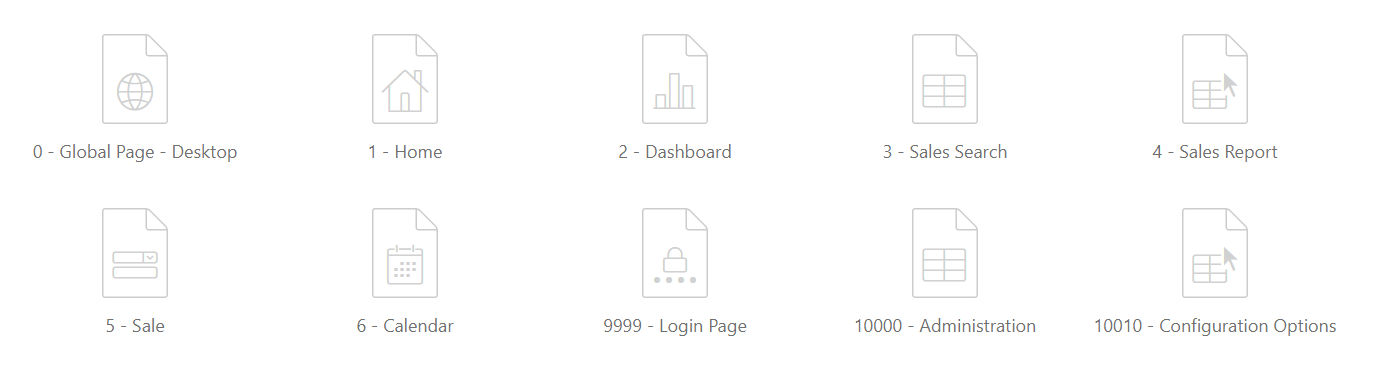 0 - Global Page - Desktop
1 - Home
2 - Dashboard
3 - Sales Search
4 - Sales Report
5 - Sale
6 - Calendar
9999 - Login Page
10000 - Administration
10010 - Configuration Options